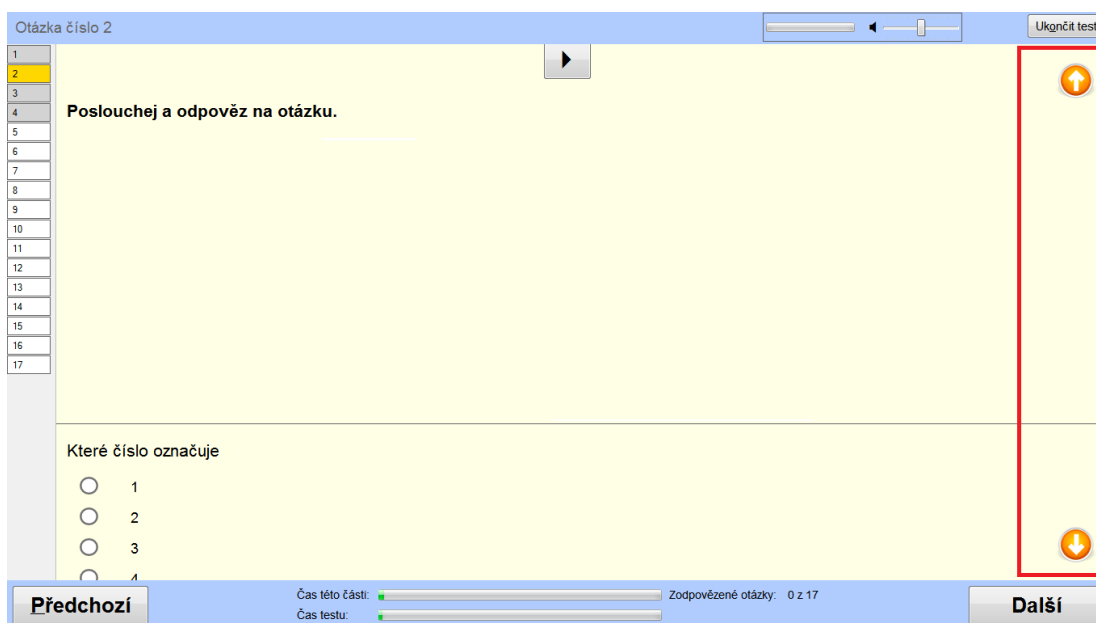 Otázka číslo 2
Ukončit test
1
2
3
4
5
6
7
8
9
10
11
12
13
14
15
16
17
Poslouchej a odpověz na otázku.
Které číslo označuje
1
2
3
4
Předchozí
Čas této části:
Zodpovězené otázky: 0 z 17
Čas testu:
Další